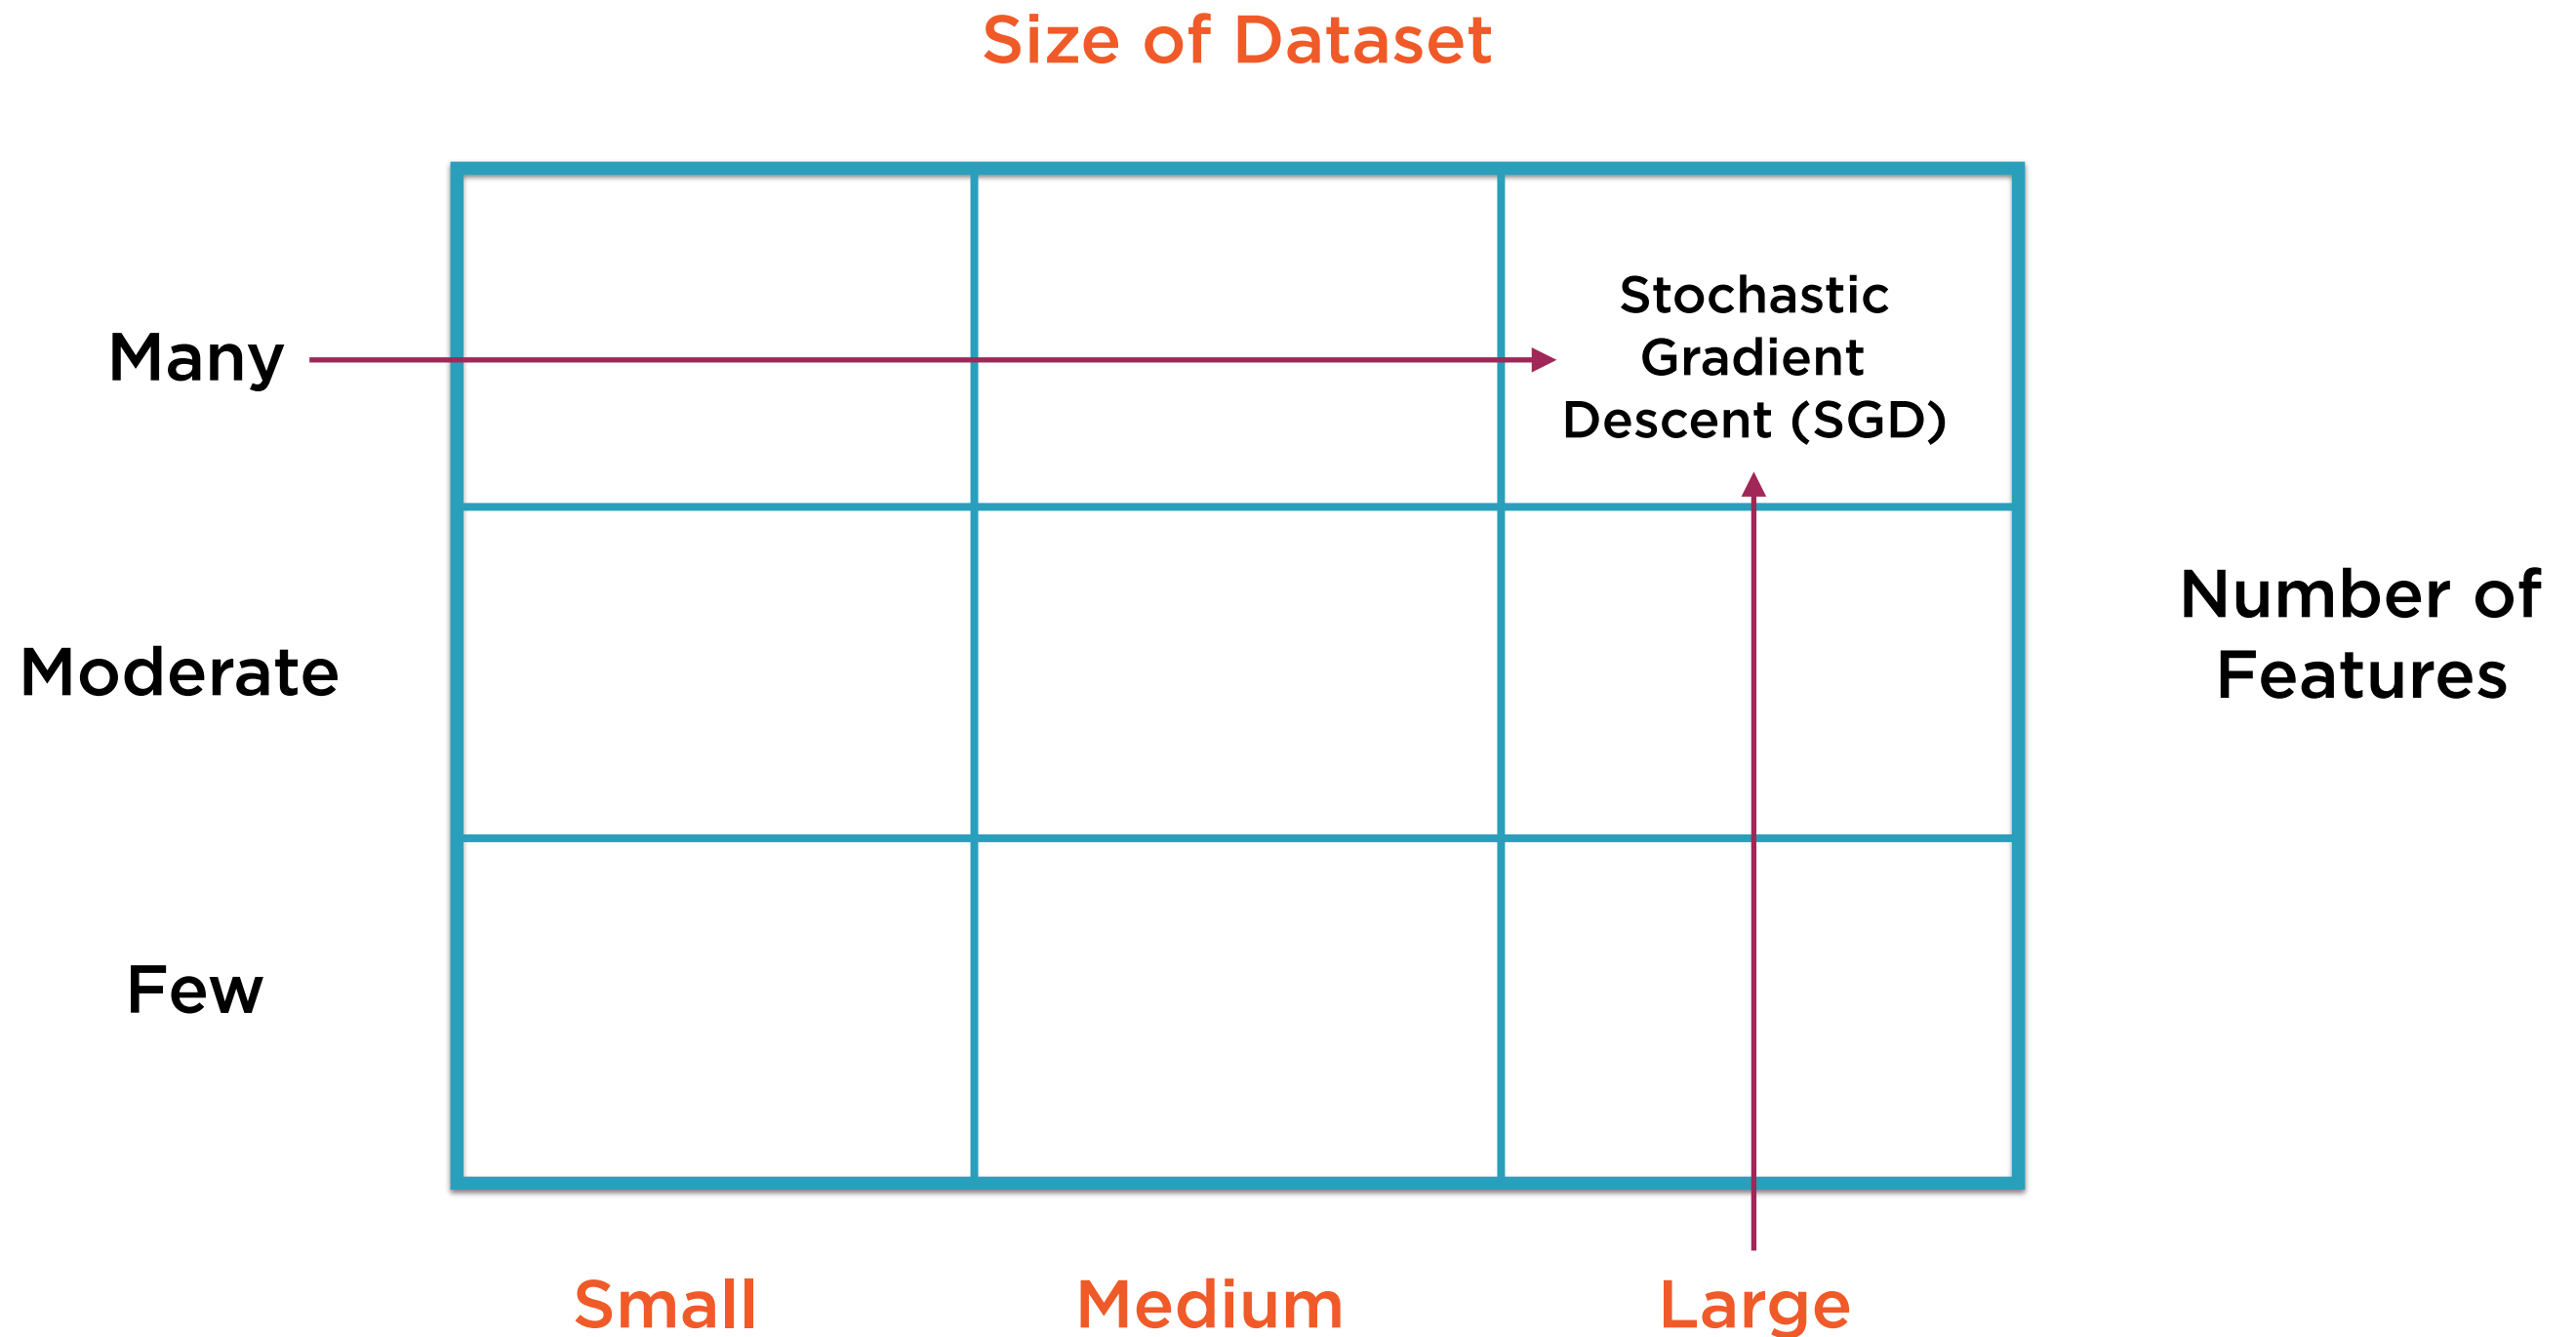 Size of Dataset
Many
Stochastic
Gradient
Descent (SGD)
Moderate
Number of
Features
Few
Small
Medium
Large